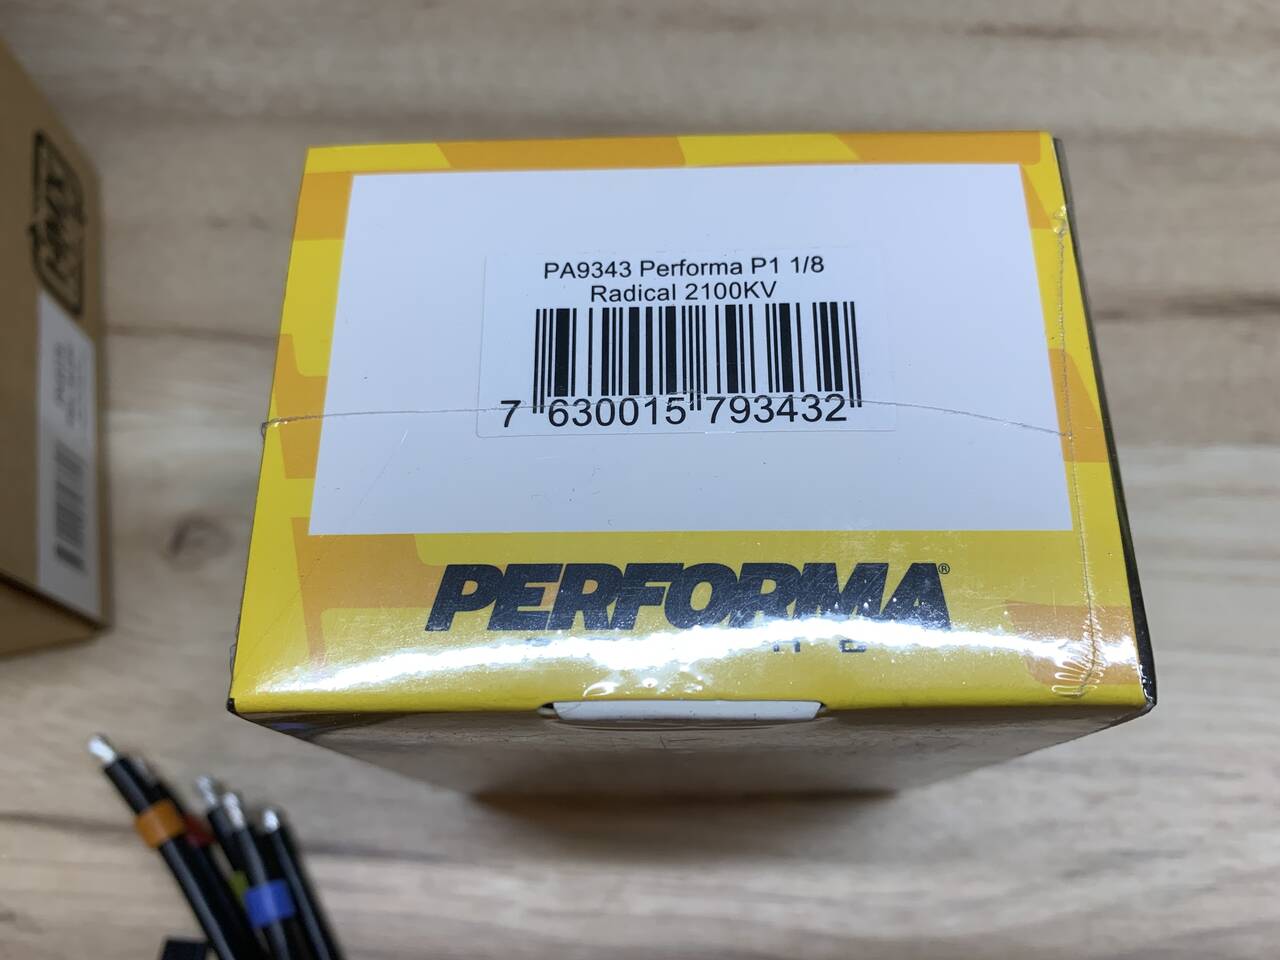 PA9343 Performa P1 1/8
Radical 2100KV
7 630015 793432
PERFORMA®